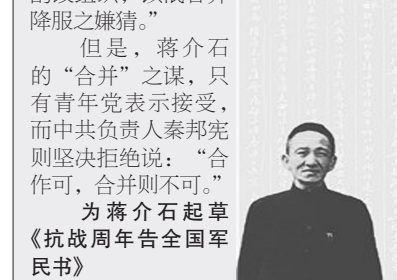 降服之嫌猜。”
但是，蒋介石
的“合并”之谋，只
有青年党表示接受，
而中共负责人秦邦宪
则坚决拒绝说：“合
作可，合并则不可。”
为蒋介石起草
《抗战周年告全国军
民书》